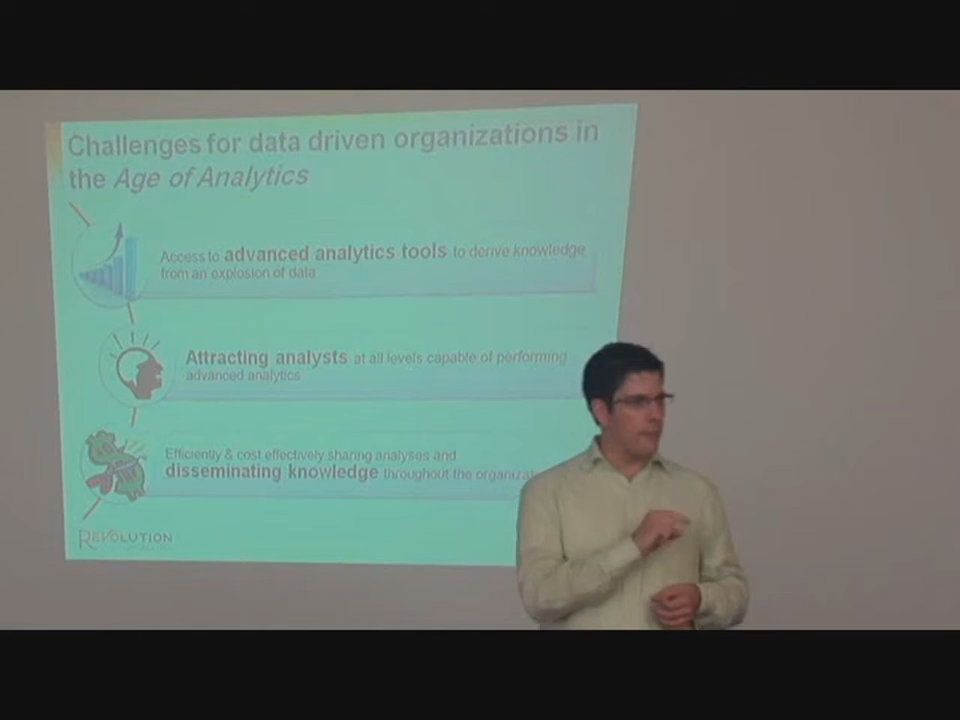 Challenges for data driven organizations in
the Age of Analytics
Access to advanced analytics tools to derive knowledge
from an explosion of data
Attracting analysts at all levels capable of performing
advanced analytics
Efficiently & cost effectively sharing analyses and
disseminating knowledge throughout the
REVOLUTION